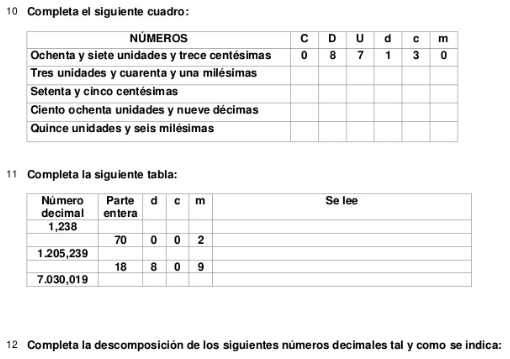 10 Completa el siguiente cuadro:
NÚMEROS C D U d c m
Ochenta y siete unidades y trece centésimas 0 8 7 1 3 0
Tres unidades y cuarenta y una milésimas
Setenta y cinco centésimas
Ciento ochenta unidades y nueve décimas
Quince unidades y seis milésimas
11 Completa la siguiente tabla:
Número Parte d c m Se lee
decimal entera
1,238
70 0 0 2
1.205,239
18 8 0 9
7.030,019
12 Completa la descomposición de los siguientes números decimales tal y como se indica: